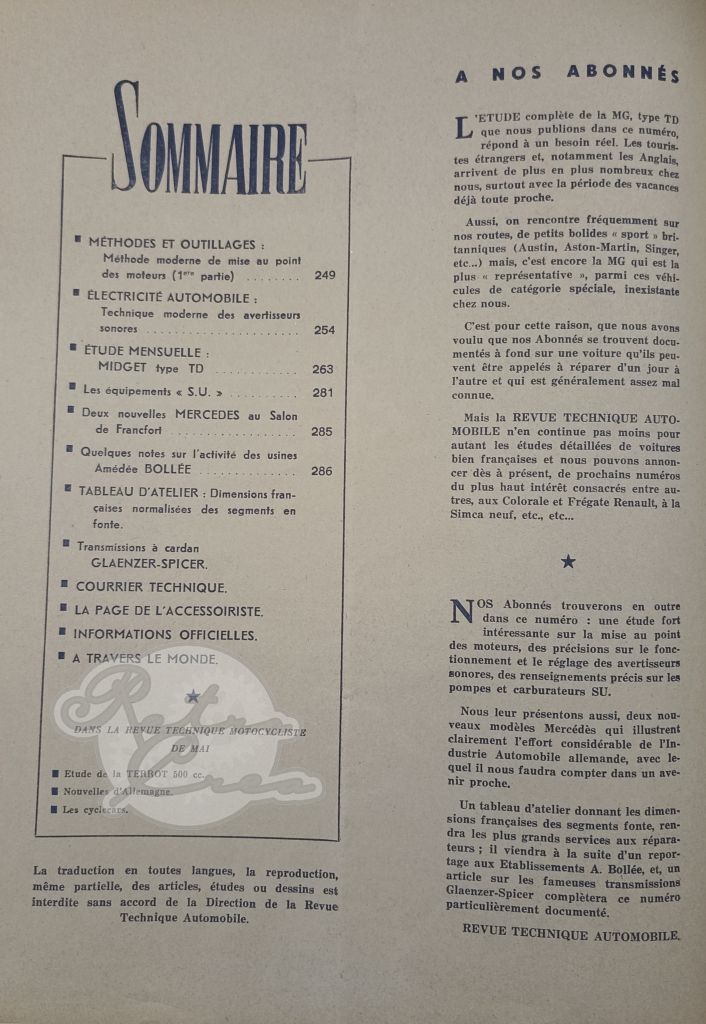 SOMMAIRE
■ MÉTHODES ET OUTILLAGES :
Méthode moderne de mise au point
des moteurs (1ère partie) ........ 249
■ ÉLECTRICITÉ AUTOMOBILE :
Technique moderne des avertisseurs
sonores ..................... 254
■ ÉTUDE MENSUELLE :
MIDGET type TD ............ 263
■ Les équipements « S.U. » .......... 281
■ Deux nouvelles MERCEDES au Salon
de Francfort .................. 285
■ Quelques notes sur l'activité des usines
Amédée BOLLÉE .............. 286
■ TABLEAU D'ATELIER : Dimensions fran-
çaises normalisées des segments en
fonte.
■ Transmissions à cardan
GLAENZER-SPICER.
■ COURRIER TECHNIQUE.
■ LA PAGE DE L'ACCESSOIRISTE.
■ INFORMATIONS OFFICIELLES.
■ A TRAVERS LE MONDE.
★
DANS LA REVUE TECHNIQUE MOTOCYCLISTE
DE MAI
■ Etude de la TERROT 500 cc.
■ Nouvelles d'Allemagne.
■ Les cyclecars.
Retro
La traduction en toutes langues, la reproduction,
même partielle, des articles, études ou dessins est
interdite sans accord de la Direction de la Revue
Technique Automobile.
A NOS ABONNÉS
L'ETUDE complète de la MG, type TD
que nous publions dans ce numéro,
répond à un besoin réel. Les touris-
tes étrangers et, notamment les Anglais,
arrivent de plus en plus nombreux chez
nous, surtout avec la période des vacances
déjà toute proche.
Aussi, on rencontre fréquemment sur
nos routes, de petits bolides « sport » bri-
tanniques (Austin, Aston-Martin, Singer,
etc...) mais, c'est encore la MG qui est la
plus « représentative », parmi ces véhi-
cules de catégorie spéciale, inexistante
chez nous.
C'est pour cette raison, que nous avons
voulu que nos Abonnés se trouvent docu-
mentés à fond sur une voiture qu'ils peu-
vent être appelés à réparer d'un jour à
l'autre et qui est généralement assez mal
connue.
Mais la REVUE TECHNIQUE AUTO-
MOBILE n'en continue pas moins pour
autant les études détaillées de voitures
bien françaises et nous pouvons annon-
cer dès à présent, de prochains numéros
du plus haut intérêt consacrés entre au-
tres, aux Colorale et Frégate Renault, à la
Simca neuf, etc., etc...
★
NOS Abonnés trouveront en outre
dans ce numéro : une étude fort
intéressante sur la mise au point
des moteurs, des précisions sur le fonc-
tionnement et le réglage des avertisseurs
sonores, des renseignements précis sur les
pompes et carburateurs SU.
Nous leur présentons aussi, deux nou-
veaux modèles Mercédès qui illustrent
clairement l'effort considérable de l'In-
dustrie Automobile allemande, avec le-
quel il nous faudra compter dans un ave-
nir proche.
Un tableau d'atelier donnant les dimen-
sions françaises des segments fonte, ren-
dra les plus grands services aux répara-
teurs ; il viendra à la suite d'un repor-
tage aux Etablissements A. Bollée, et, un
article sur les fameuses transmissions
Glaenzer-Spicer complètera ce numéro
particulièrement documenté.
REVUE TECHNIQUE AUTOMOBILE.